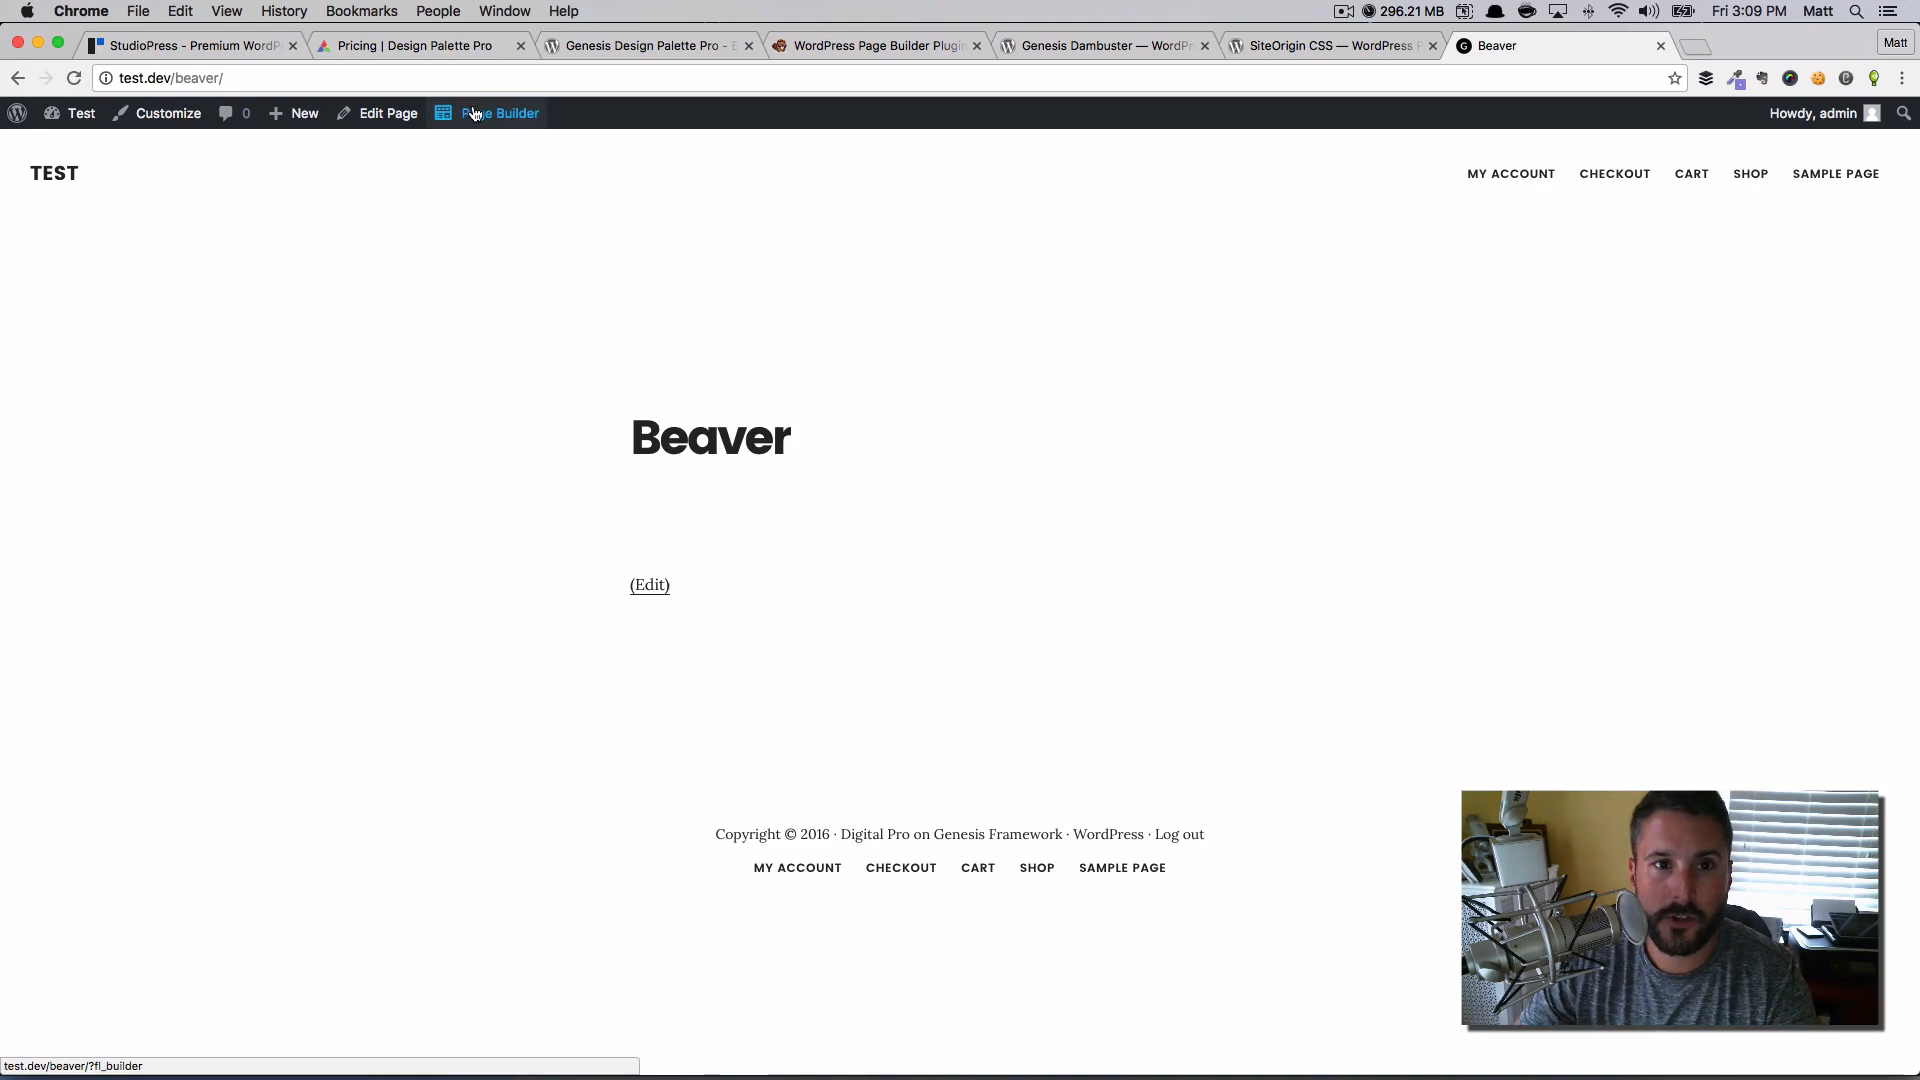 Chrome File Edit View History Bookmarks People Window Help 296.21 MB Fri 3:09 PM Matt
StudioPress - Premium WordP Pricing | Design Palette Pro Genesis Design Palette Pro - E WordPress Page Builder Plugin Genesis Dambuster — WordPr SiteOrigin CSS — WordPress P Beaver Matt
test.dev/beaver/
Test Customize 0 New Edit Page Page Builder Howdy, admin
TEST MY ACCOUNT CHECKOUT CART SHOP SAMPLE PAGE
Beaver
(Edit)
Copyright © 2016 · Digital Pro on Genesis Framework · WordPress · Log out
MY ACCOUNT CHECKOUT CART SHOP SAMPLE PAGE
test.dev/beaver/?fl_builder